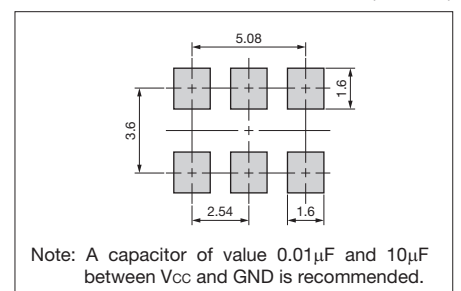 5.08
1.6
3.6
2.54
1.6
Note: A capacitor of value 0.01µF and 10µF
between Vcc and GND is recommended.